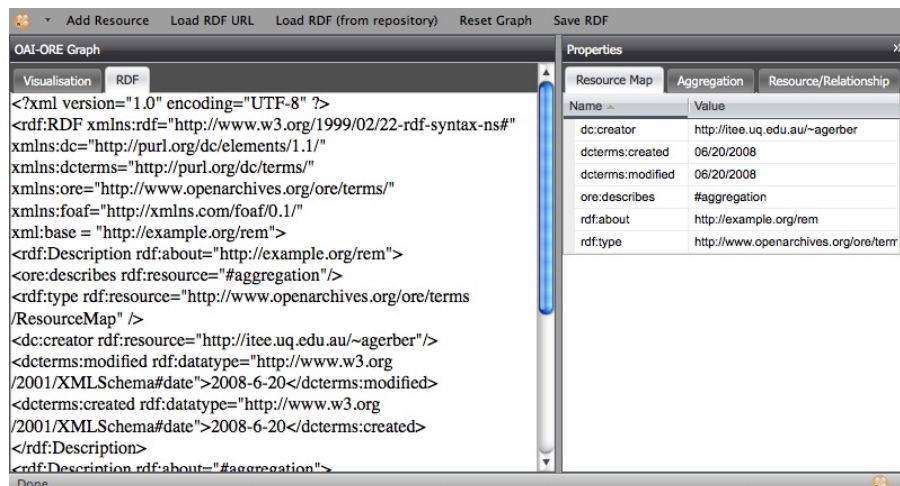 Add Resource Load RDF URL Load RDF (from repository) Reset Graph Save RDF
OAI-ORE Graph
Visualisation RDF
<?xml version="1.0" encoding="UTF-8" ?>
<rdf:RDF xmlns:rdf="http://www.w3.org/1999/02/22-rdf-syntax-ns#"
xmlns:dc="http://purl.org/dc/elements/1.1/"
xmlns:dcterms="http://purl.org/dc/terms/"
xmlns:ore="http://www.openarchives.org/ore/terms/"
xmlns:foaf="http://xmlns.com/foaf/0.1/"
xml:base = "http://example.org/rem">
<rdf:Description rdf:about="http://example.org/rem">
<ore:describes rdf:resource="#aggregation"/>
<rdf:type rdf:resource="http://www.openarchives.org/ore/terms
/ResourceMap" />
<dc:creator rdf:resource="http://itee.uq.edu.au/~agerber"/>
<dcterms:modified rdf:datatype="http://www.w3.org
/2001/XMLSchema#date">2008-6-20</dcterms:modified>
<dcterms:created rdf:datatype="http://www.w3.org
/2001/XMLSchema#date">2008-6-20</dcterms:created>
</rdf:Description>
<rdf:Description rdf:about="#aggregation">
Properties »
Resource Map Aggregation Resource/Relationship
Name Value
dc:creator http://itee.uq.edu.au/~agerber
dcterms:created 06/20/2008
dcterms:modified 06/20/2008
ore:describes #aggregation
rdf:about http://example.org/rem
rdf:type http://www.openarchives.org/ore/term
Done